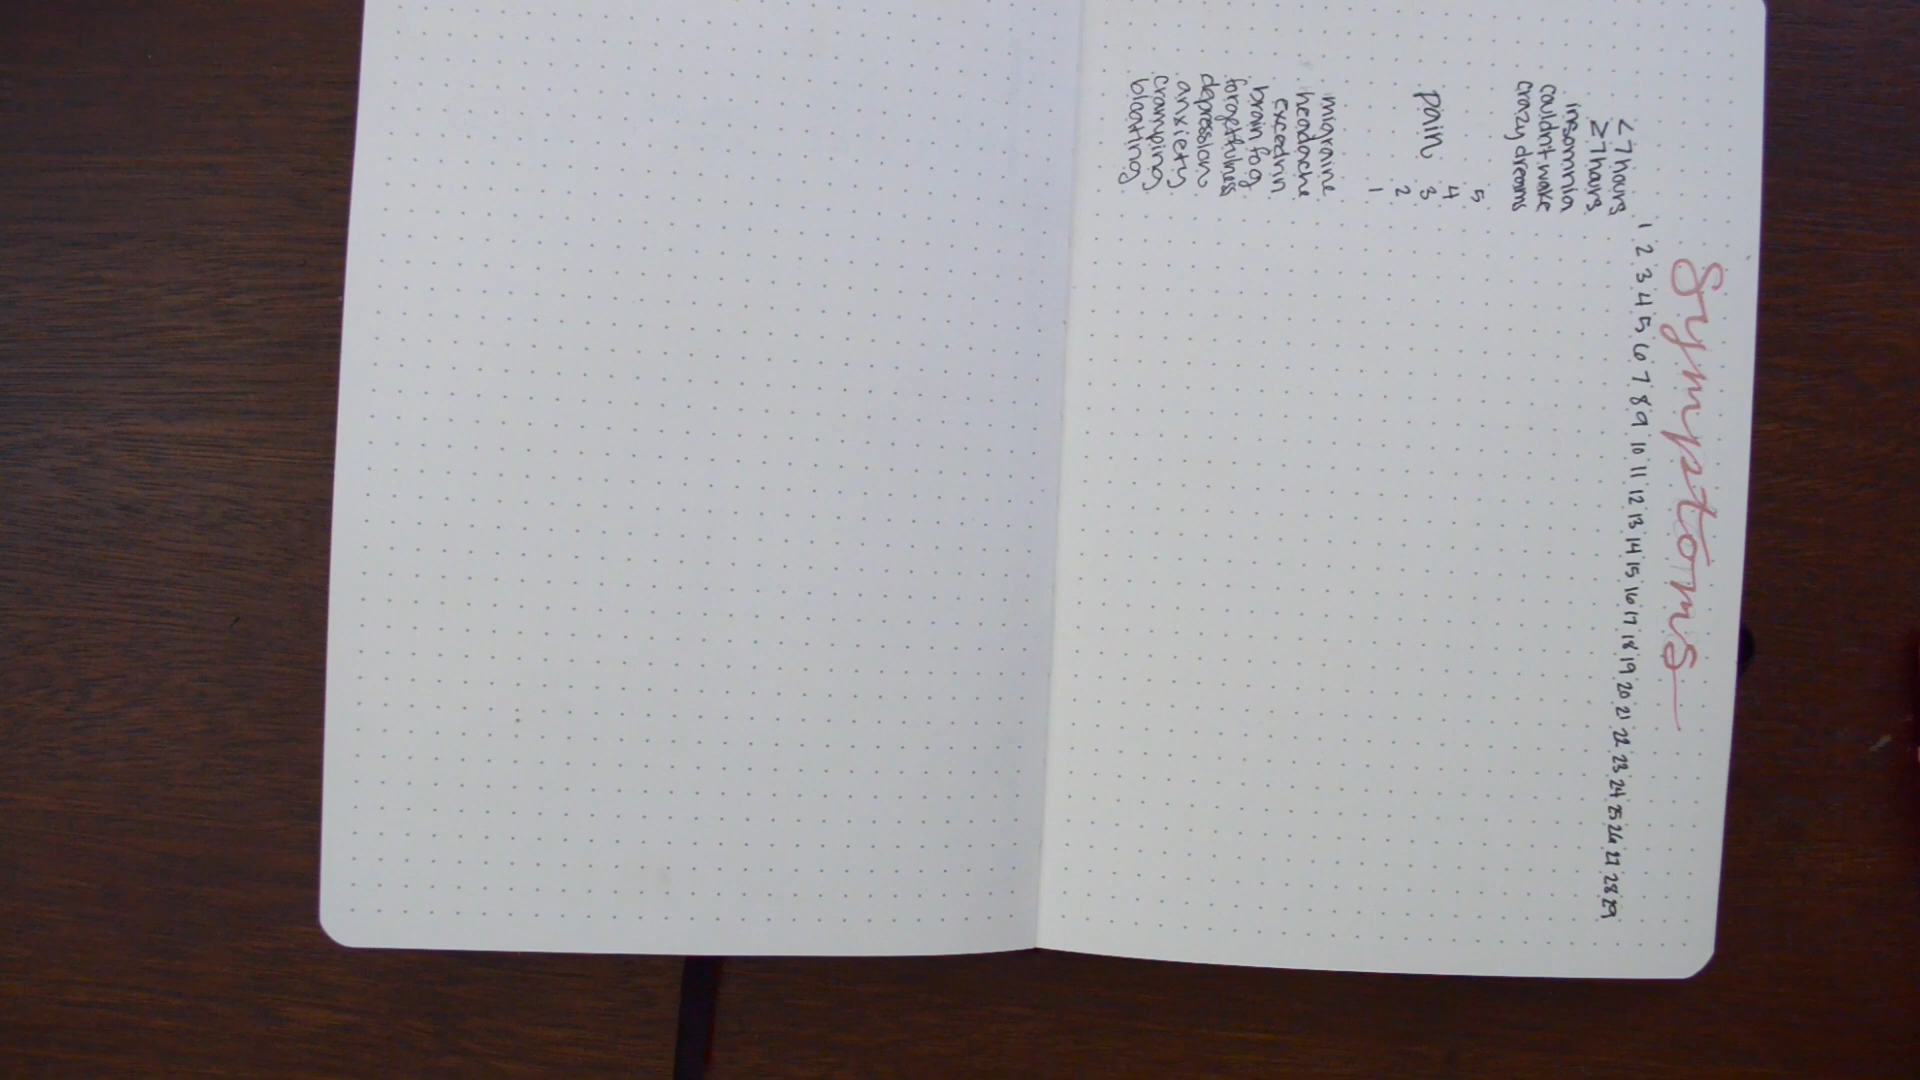 Symptoms
1 2 3 4 5 6 7 8 9 10 11 12 13 14 15 16 17 18 19 20 21 22 23 24 25 26 27 28 29
< 7 hours
≥ 7 hours
insomnia
couldn't wake
crazy dreams
5
4
pain 3
2
1
migraine
headache
excedrin
brain fog
forgetfulness
depression
anxiety
cramping
bloating